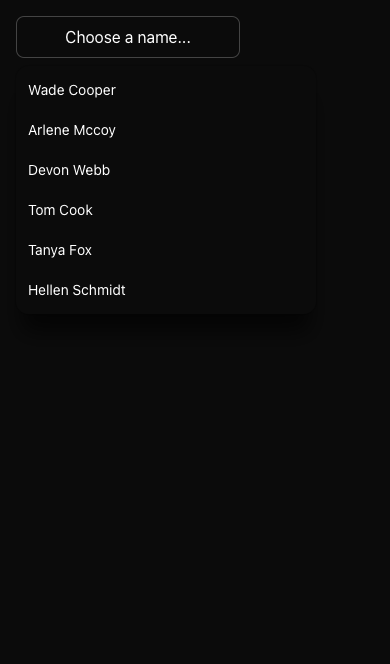 Choose a name...
Wade Cooper
Arlene Mccoy
Devon Webb
Tom Cook
Tanya Fox
Hellen Schmidt